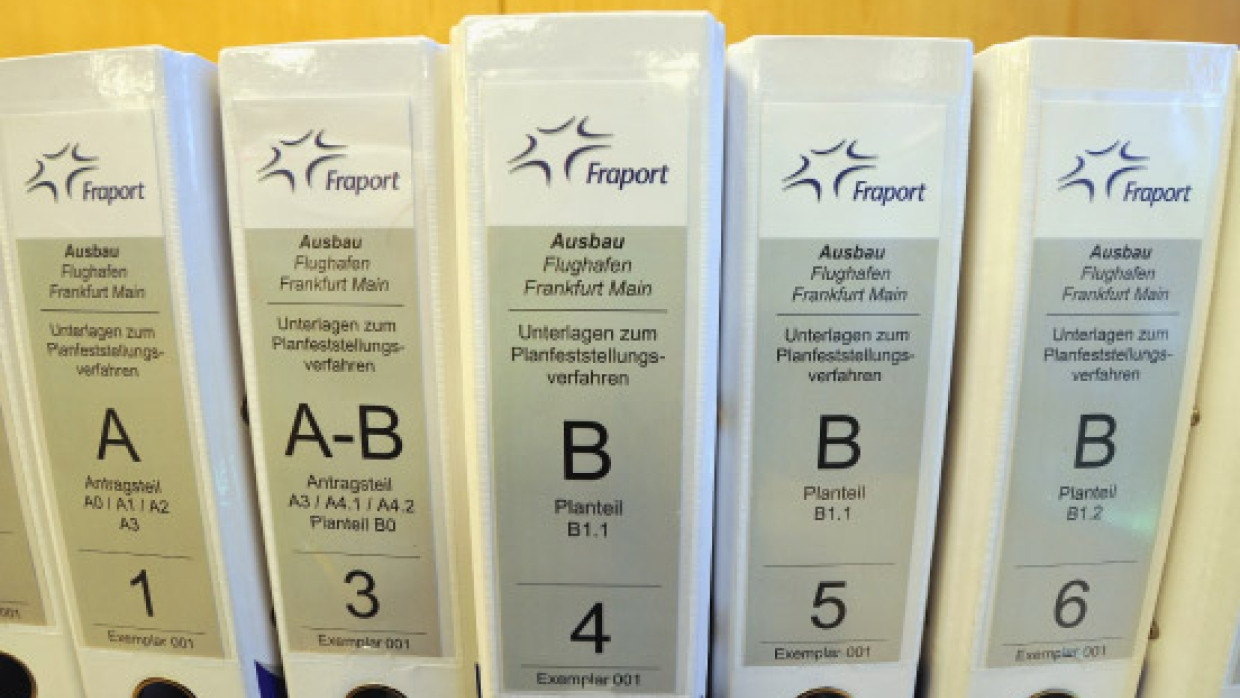 Fraport
Ausbau
Flughafen
Frankfurt Main
Unterlagen zum
Planfeststellungs-
verfahren
A
Antragsteil
A0 / A1 / A2
A3
1
Exemplar 001
Fraport
Ausbau
Flughafen
Frankfurt Main
Unterlagen zum
Planfeststellungs-
verfahren
A-B
Antragsteil
A3 / A4.1 / A4.2
Planteil B0
3
Exemplar 001
Fraport
Ausbau
Flughafen
Frankfurt Main
Unterlagen zum
Planfeststellungs-
verfahren
B
Planteil
B1.1
4
Exemplar 001
Fraport
Ausbau
Flughafen
Frankfurt Main
Unterlagen zum
Planfeststellungs-
verfahren
B
Planteil
B1.1
5
Exemplar 001
Fraport
Ausbau
Flughafen
Frankfurt Main
Unterlagen zum
Planfeststellungs-
verfahren
B
Planteil
B1.2
6
Exemplar 001